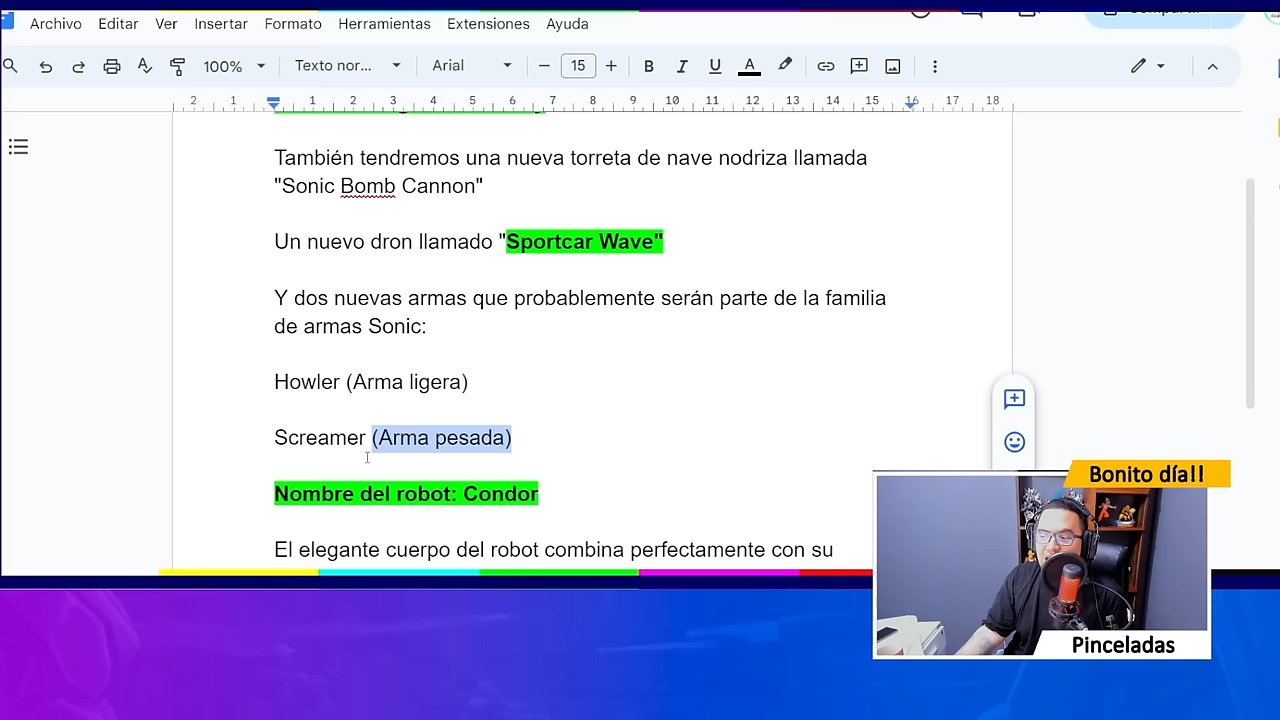 Archivo Editar Ver Insertar Formato Herramientas Extensiones Ayuda
100% Texto nor... Arial 15 B I U A
2 1 1 2 3 4 5 6 7 8 9 10 11 12 13 14 15 16 17 18
También tendremos una nueva torreta de nave nodriza llamada
"Sonic Bomb Cannon"
Un nuevo dron llamado "Sportcar Wave"
Y dos nuevas armas que probablemente serán parte de la familia
de armas Sonic:
Howler (Arma ligera)
Screamer (Arma pesada)
Nombre del robot: Condor
El elegante cuerpo del robot combina perfectamente con su
Bonito día!!
Pinceladas